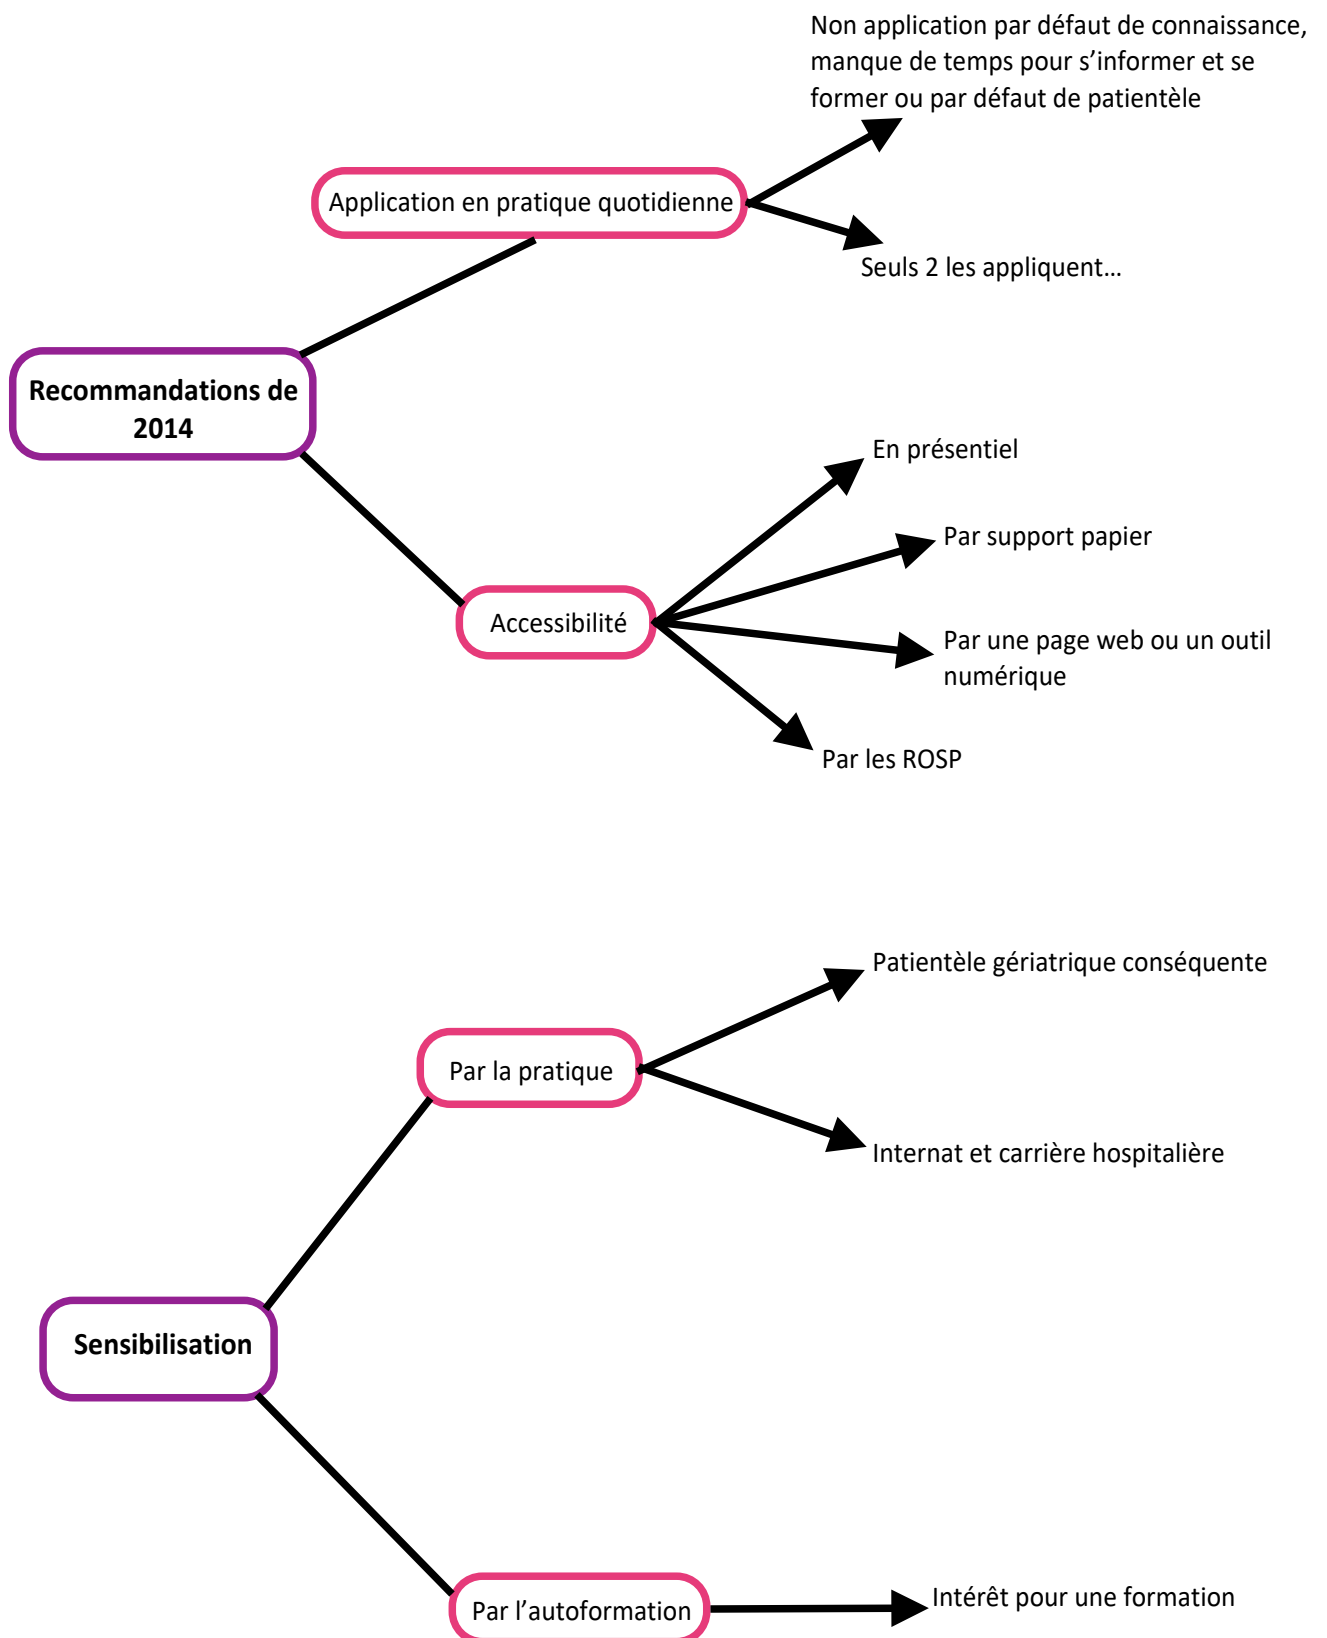 Non application par défaut de connaissance,
manque de temps pour s’informer et se
former ou par défaut de patientèle
Application en pratique quotidienne
Seuls 2 les appliquent…
Recommandations de
2014
En présentiel
Par support papier
Accessibilité
Par une page web ou un outil
numérique
Par les ROSP
Patientèle gériatrique conséquente
Par la pratique
Internat et carrière hospitalière
Sensibilisation
Par l’autoformation
Intérêt pour une formation